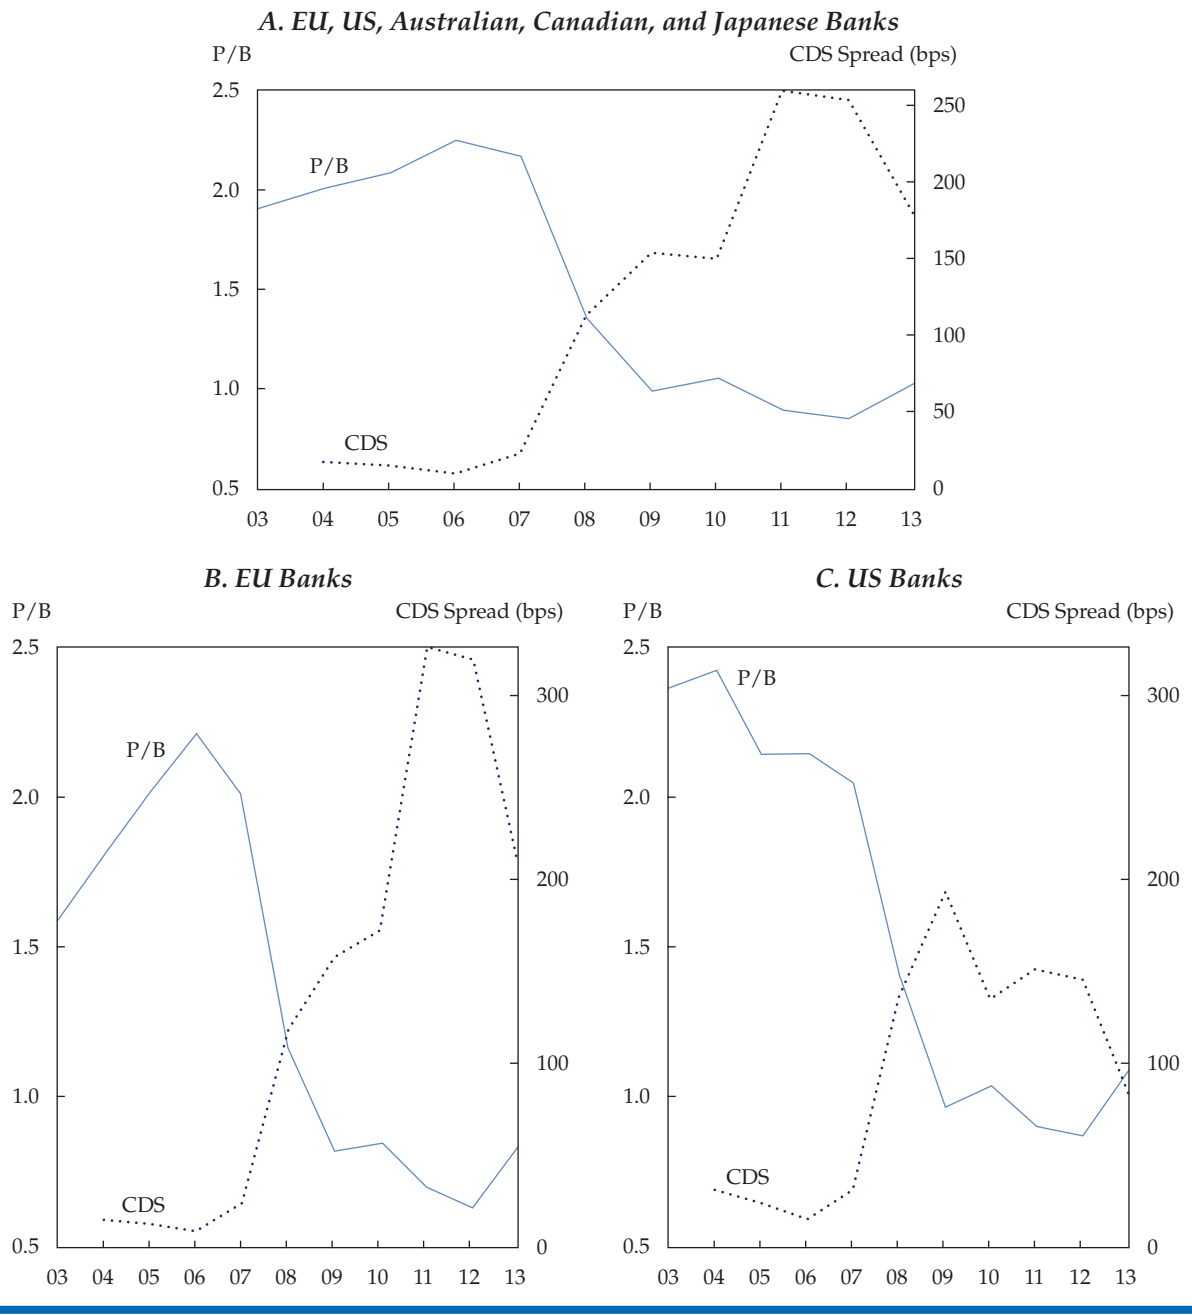 A. EU, US, Australian, Canadian, and Japanese Banks
P/B CDS Spread (bps)
2.5
250
P/B
2.0 200
1.5 150
100
1.0
50
CDS
0.5 0
03 04 05 06 07 08 09 10 11 12 13
B. EU Banks
P/B CDS Spread (bps)
2.5
300
P/B
2.0
200
1.5
100
1.0
CDS
0.5 0
03 04 05 06 07 08 09 10 11 12 13
C. US Banks
P/B CDS Spread (bps)
2.5
P/B
300
2.0
200
1.5
100
1.0
CDS
0.5 0
03 04 05 06 07 08 09 10 11 12 13